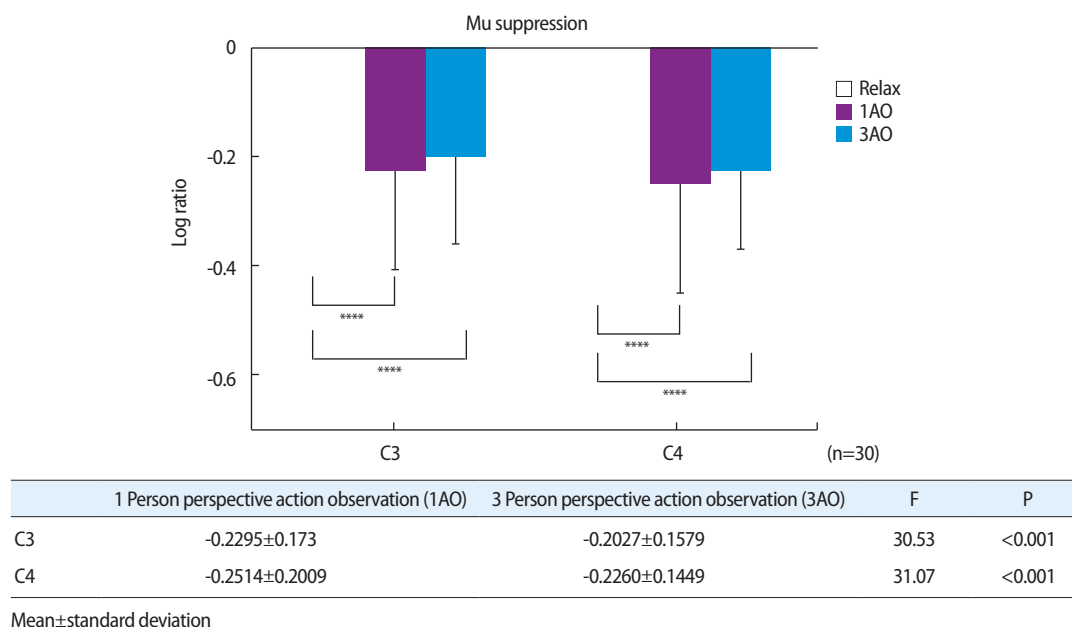 Mu suppression
0
-0.2
-0.4
-0.6
Log ratio
Relax
1AO
3AO
****
****
****
****
C3 C4 (n=30)
1 Person perspective action observation (1AO) 3 Person perspective action observation (3AO) F P
C3 -0.2295±0.173 -0.2027±0.1579 30.53 <0.001
C4 -0.2514±0.2009 -0.2260±0.1449 31.07 <0.001
Mean±standard deviation